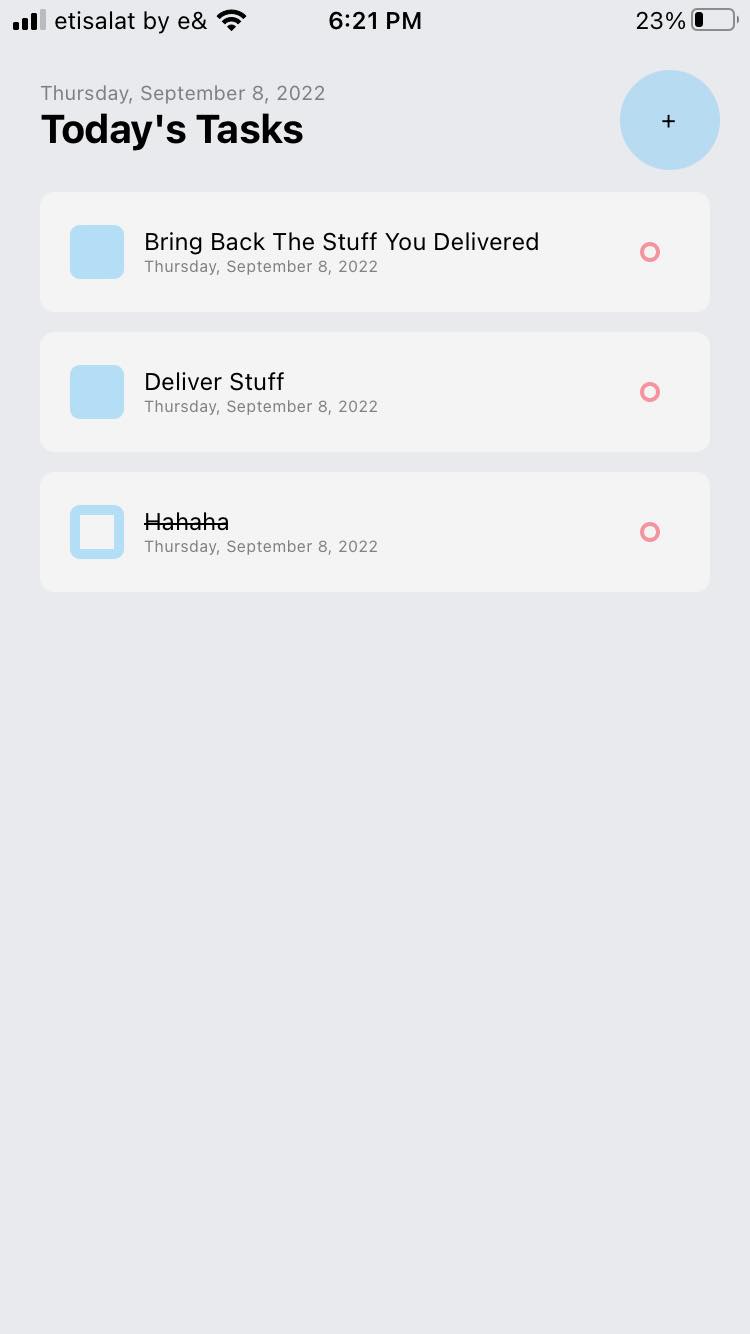 etisalat by e& 6:21 PM 23%
Thursday, September 8, 2022
Today's Tasks
+
Bring Back The Stuff You Delivered
Thursday, September 8, 2022
Deliver Stuff
Thursday, September 8, 2022
Hahaha
Thursday, September 8, 2022